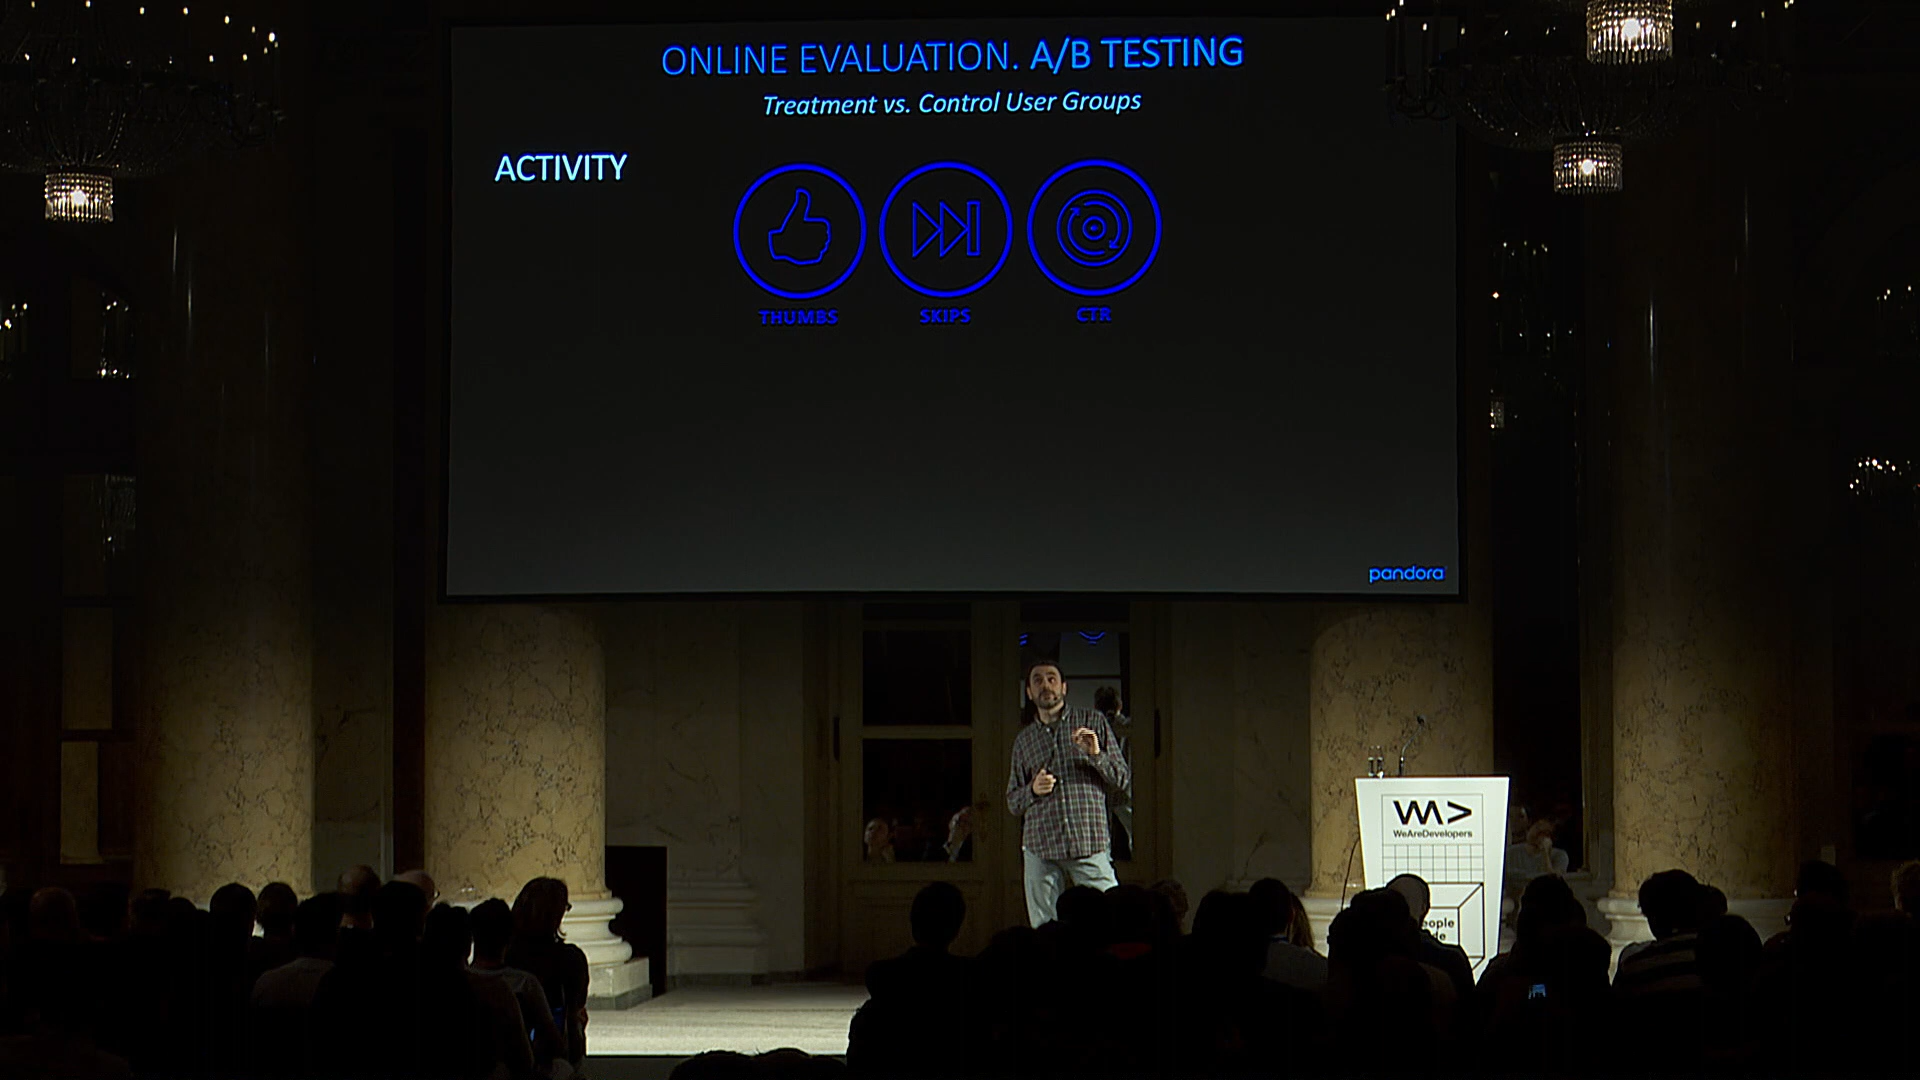 ONLINE EVALUATION. A/B TESTING
Treatment vs. Control User Groups
ACTIVITY
THUMBS SKIPS CTR
pandora
WeAreDevelopers